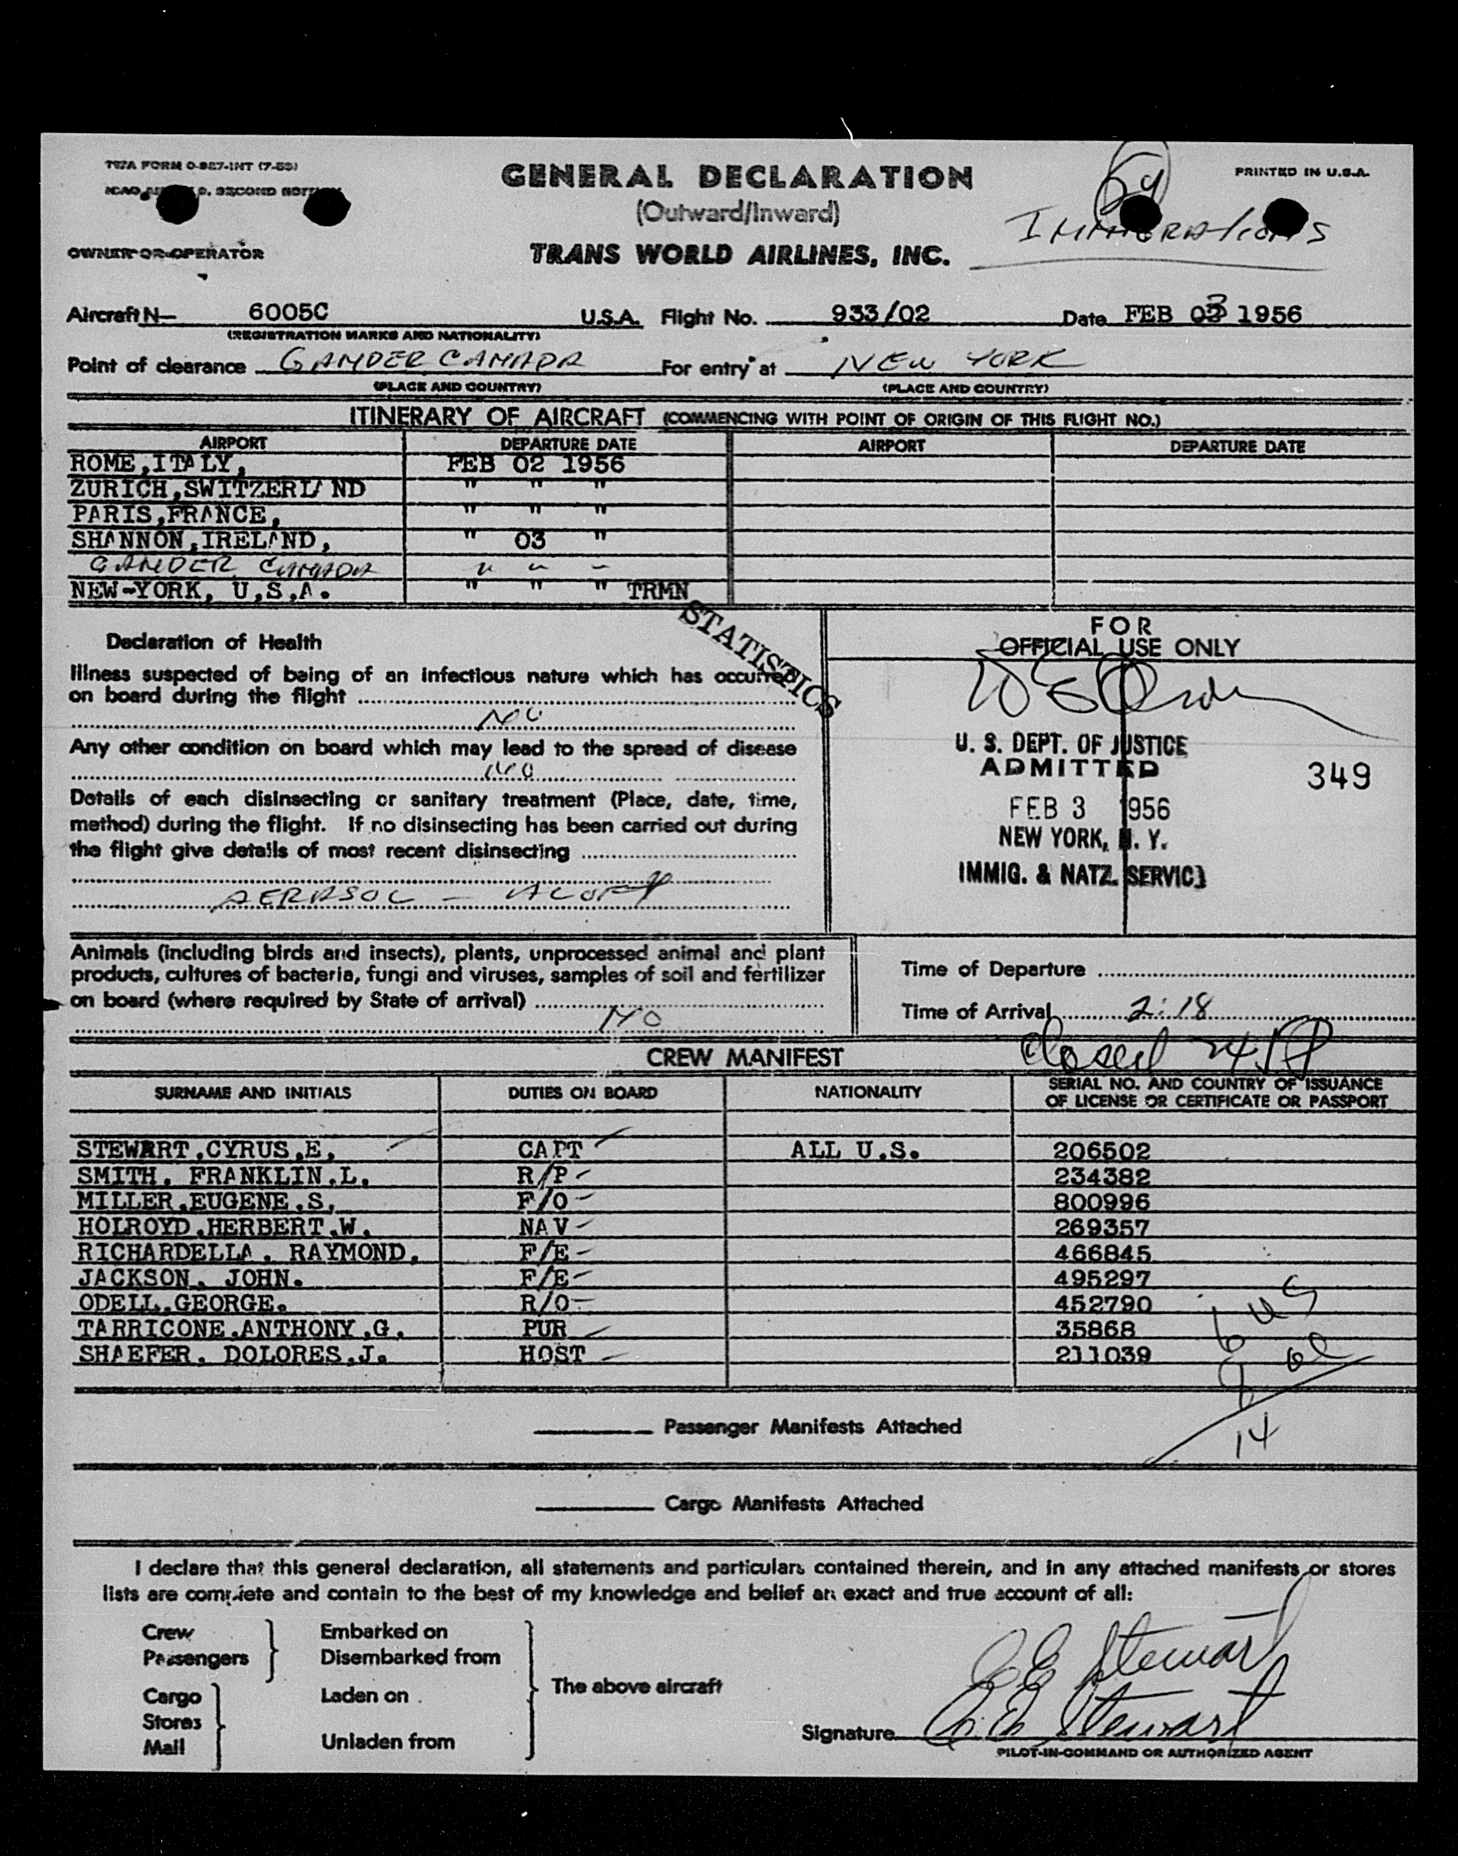 TWA FORM O-927-INT (7-53)
SECOND EDITION
GENERAL DECLARATION
(Outward/Inward)
TRANS WORLD AIRLINES, INC.
PRINTED IN U.S.A.
IMMIGRATIONS
OWNER OR OPERATOR
Aircraft N— 6005C U.S.A. Flight No. 933/02 Date FEB 03 1956
(REGISTRATION MARKS AND NATIONALITY)
Point of clearance GANDER CANADA For entry at NEW YORK
(PLACE AND COUNTRY) (PLACE AND COUNTRY)
ITINERARY OF AIRCRAFT (COMMENCING WITH POINT OF ORIGIN OF THIS FLIGHT NO.)
AIRPORT DEPARTURE DATE AIRPORT DEPARTURE DATE
ROME,ITALY, FEB 02 1956
ZURICH,SWITZERLAND " " "
PARIS,FRANCE, " " "
SHANNON,IRELAND, " 03 "
GANDER CANADA " " "
NEW-YORK, U,S,A. " " " TRMN
STATISTICS
Declaration of Health
Illness suspected of being of an infectious nature which has occurred
on board during the flight
NO
Any other condition on board which may lead to the spread of disease
NO
Details of each disinsecting or sanitary treatment (Place, date, time,
method) during the flight. If no disinsecting has been carried out during
the flight give details of most recent disinsecting
AERASOL — ALOFT
FOR
OFFICIAL USE ONLY
U. S. DEPT. OF JUSTICE
ADMITTED 349
FEB 3 1956
NEW YORK, N. Y.
IMMIG. & NATZ. SERVICE
Animals (including birds and insects), plants, unprocessed animal and plant
products, cultures of bacteria, fungi and viruses, samples of soil and fertilizer
on board (where required by State of arrival)
NO
Time of Departure
Time of Arrival 2:18
closed
CREW MANIFEST
SURNAME AND INITIALS DUTIES ON BOARD NATIONALITY SERIAL NO. AND COUNTRY OF ISSUANCE
OF LICENSE OR CERTIFICATE OR PASSPORT
STEWART,CYRUS,E, CAPT ALL U.S. 206502
SMITH. FRANKLIN.L. R/P 234382
MILLER,EUGENE,S, F/O 800996
HOLROYD,HERBERT.W. NAV 269357
RICHARDELLA. RAYMOND. F/E 466845
JACKSON. JOHN. F/E 495297
ODELL,GEORGE. R/O 452790
TARRICONE.ANTHONY,G. PUR 35868
SHAEFER. DOLORES.J. HOST 211039
6 US
8
14
Passenger Manifests Attached
Cargo Manifests Attached
I declare that this general declaration, all statements and particulars contained therein, and in any attached manifests or stores
lists are complete and contain to the best of my knowledge and belief an exact and true account of all:
Crew Embarked on
Passengers Disembarked from
The above aircraft
Cargo Laden on
Stores
Mail Unladen from
C E Stewart
Signature C. E. Stewart
PILOT-IN-COMMAND OR AUTHORIZED AGENT